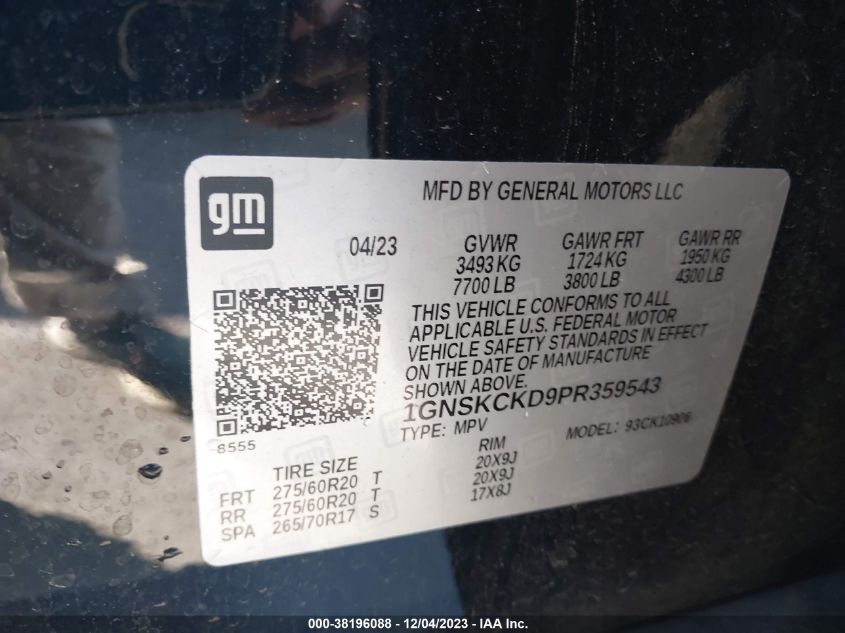 gm
MFD BY GENERAL MOTORS LLC
04/23 GVWR GAWR FRT GAWR RR
3493 KG 1724 KG 1950 KG
7700 LB 3800 LB 4300 LB
THIS VEHICLE CONFORMS TO ALL
APPLICABLE U.S. FEDERAL MOTOR
VEHICLE SAFETY STANDARDS IN EFFECT
ON THE DATE OF MANUFACTURE
SHOWN ABOVE.
1GNSKCKD9PR359543
8555
TYPE: MPV MODEL: 93CK10906
TIRE SIZE RIM
FRT 275/60R20 T 20X9J
RR 275/60R20 T 20X9J
SPA 265/70R17 S 17X8J
000-38196088 - 12/04/2023 - IAA Inc.